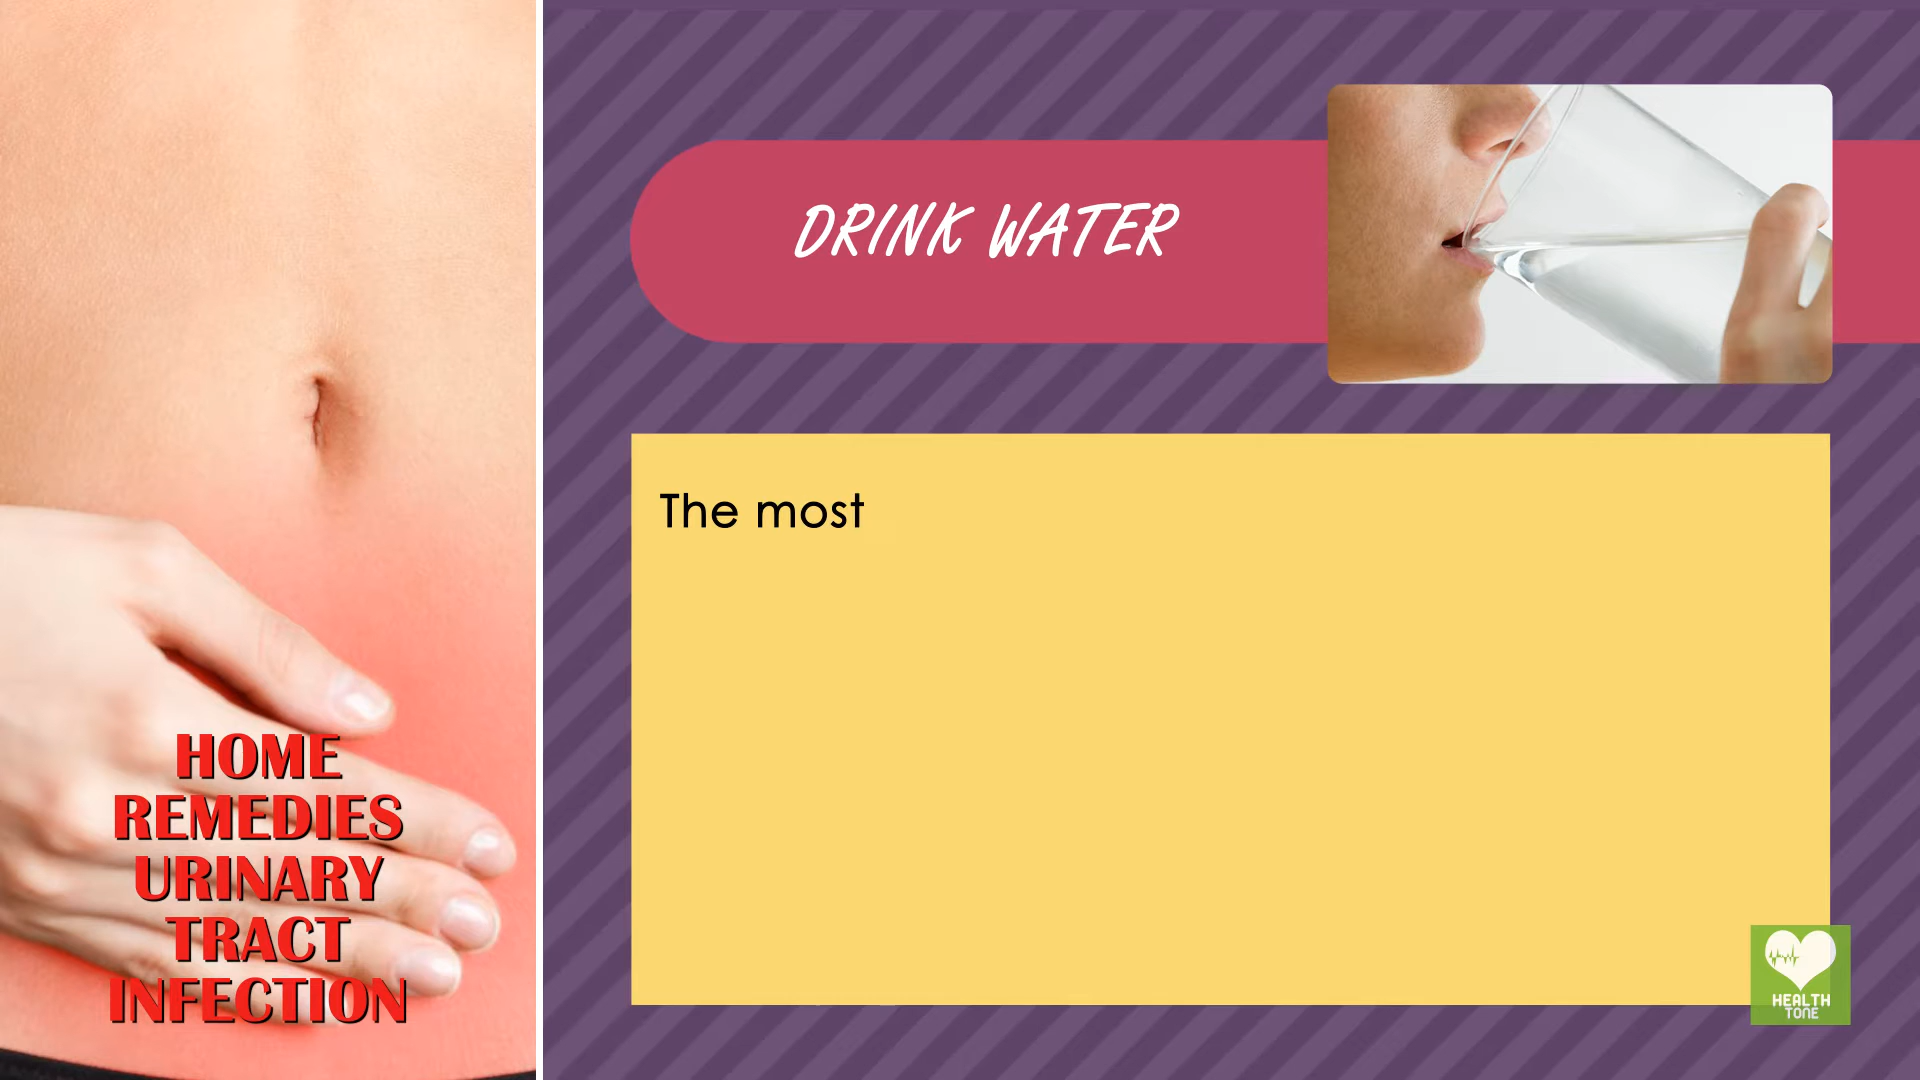 HOME
REMEDIES
URINARY
TRACT
INFECTION
DRINK WATER
The most
HEALTH
TONE